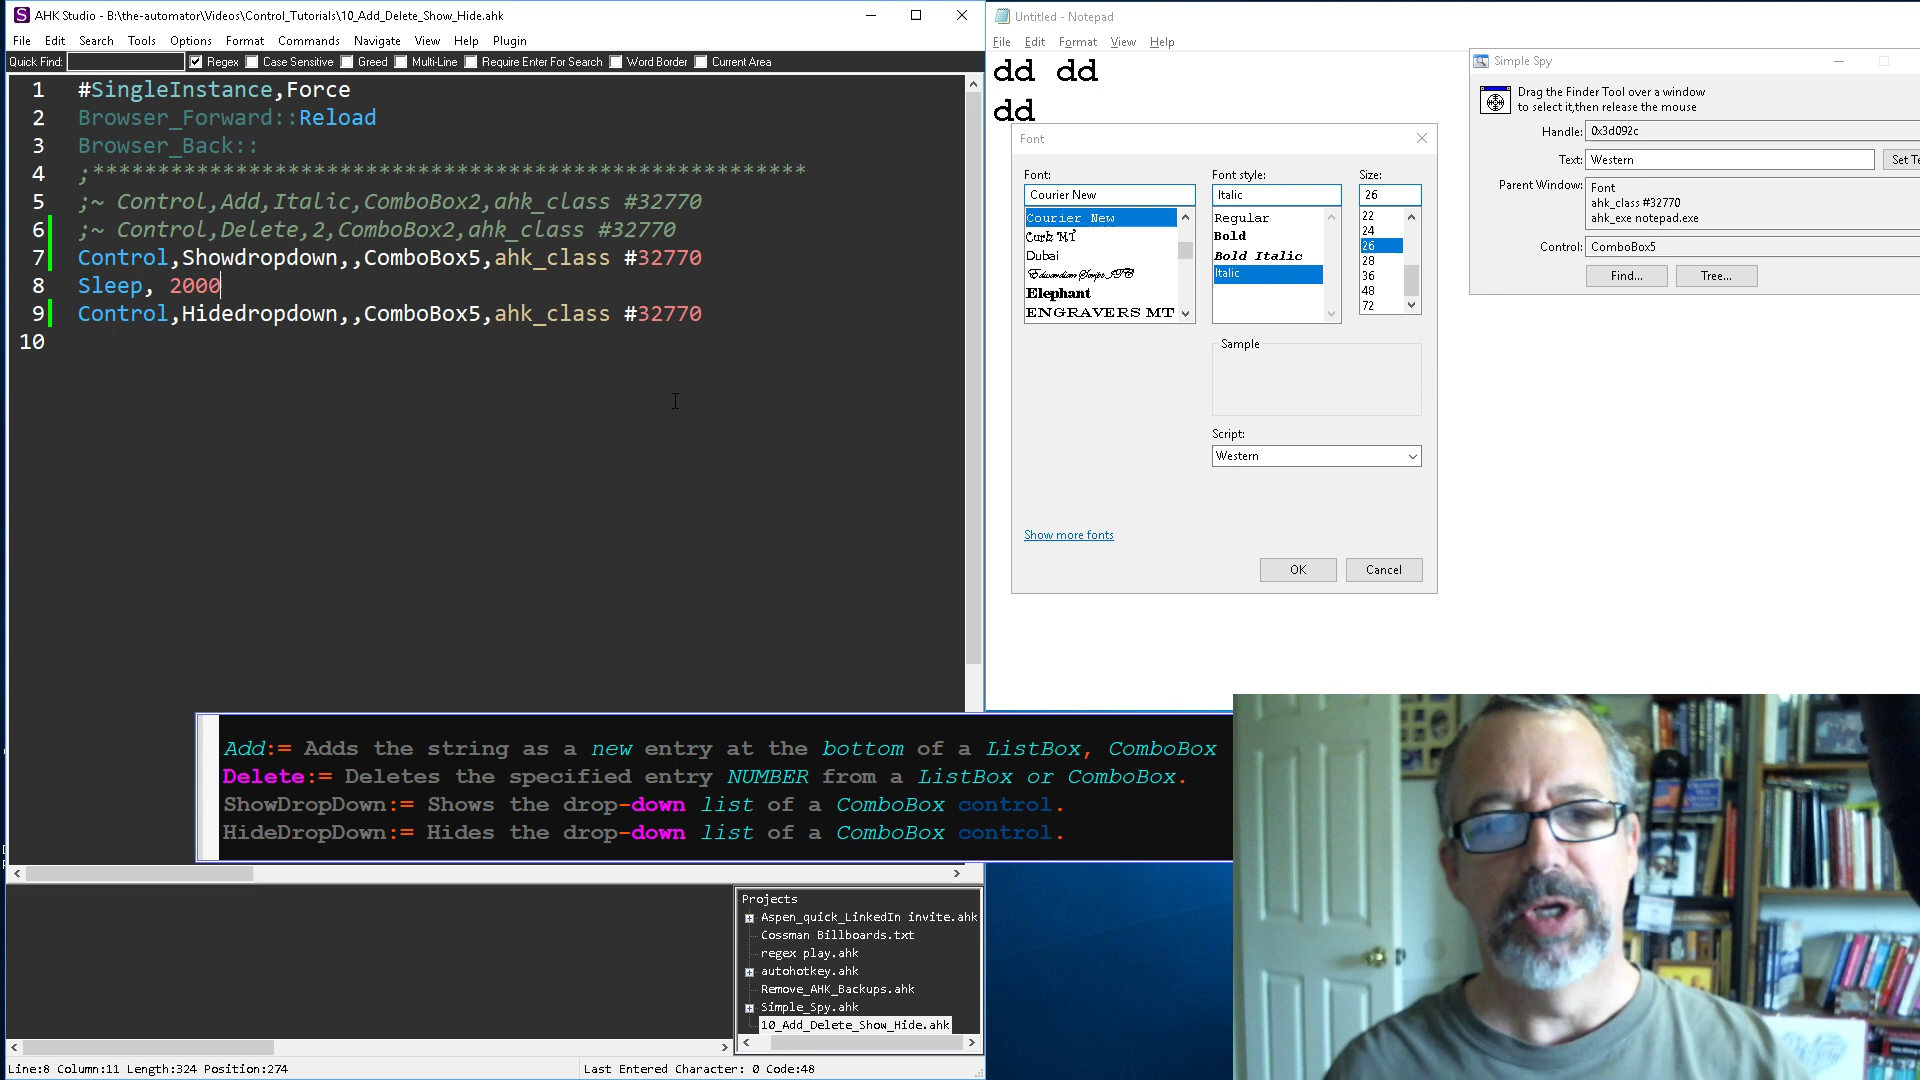 AHK Studio - B:\the-automator\Videos\Control_Tutorials\10_Add_Delete_Show_Hide.ahk
File Edit Search Tools Options Format Commands Navigate View Help Plugin
Quick Find: Regex Case Sensitive Greed Multi-Line Require Enter For Search Word Border Current Area
1 #SingleInstance,Force
2 Browser_Forward::Reload
3 Browser_Back::
4 ;*******************************************************
5 ;~ Control,Add,Italic,ComboBox2,ahk_class #32770
6 ;~ Control,Delete,2,ComboBox2,ahk_class #32770
7 Control,Showdropdown,,ComboBox5,ahk_class #32770
8 Sleep, 2000
9 Control,Hidedropdown,,ComboBox5,ahk_class #32770
10
Add:= Adds the string as a new entry at the bottom of a ListBox, ComboBox
Delete:= Deletes the specified entry NUMBER from a ListBox or ComboBox.
ShowDropDown:= Shows the drop-down list of a ComboBox control.
HideDropDown:= Hides the drop-down list of a ComboBox control.
Projects
Aspen_quick_LinkedIn invite.ahk
Cossman Billboards.txt
regex play.ahk
autohotkey.ahk
Remove_AHK_Backups.ahk
Simple_Spy.ahk
10_Add_Delete_Show_Hide.ahk
Line:8 Column:11 Length:324 Position:274
Last Entered Character: 0 Code:48
Untitled - Notepad
File Edit Format View Help
dd dd
dd
Font
Font:
Courier New
Courier New
Curlz MT
Dubai
Edwardian Script ITC
Elephant
ENGRAVERS MT
Font style:
Italic
Regular
Bold
Bold Italic
Italic
Size:
26
22
24
26
28
36
48
72
Sample
Script:
Western
Show more fonts
OK Cancel
Simple Spy
Drag the Finder Tool over a window
to select it,then release the mouse
Handle: 0x3d092c
Text: Western Set Te
Parent Window: Font
ahk_class #32770
ahk_exe notepad.exe
Control: ComboBox5
Find... Tree...